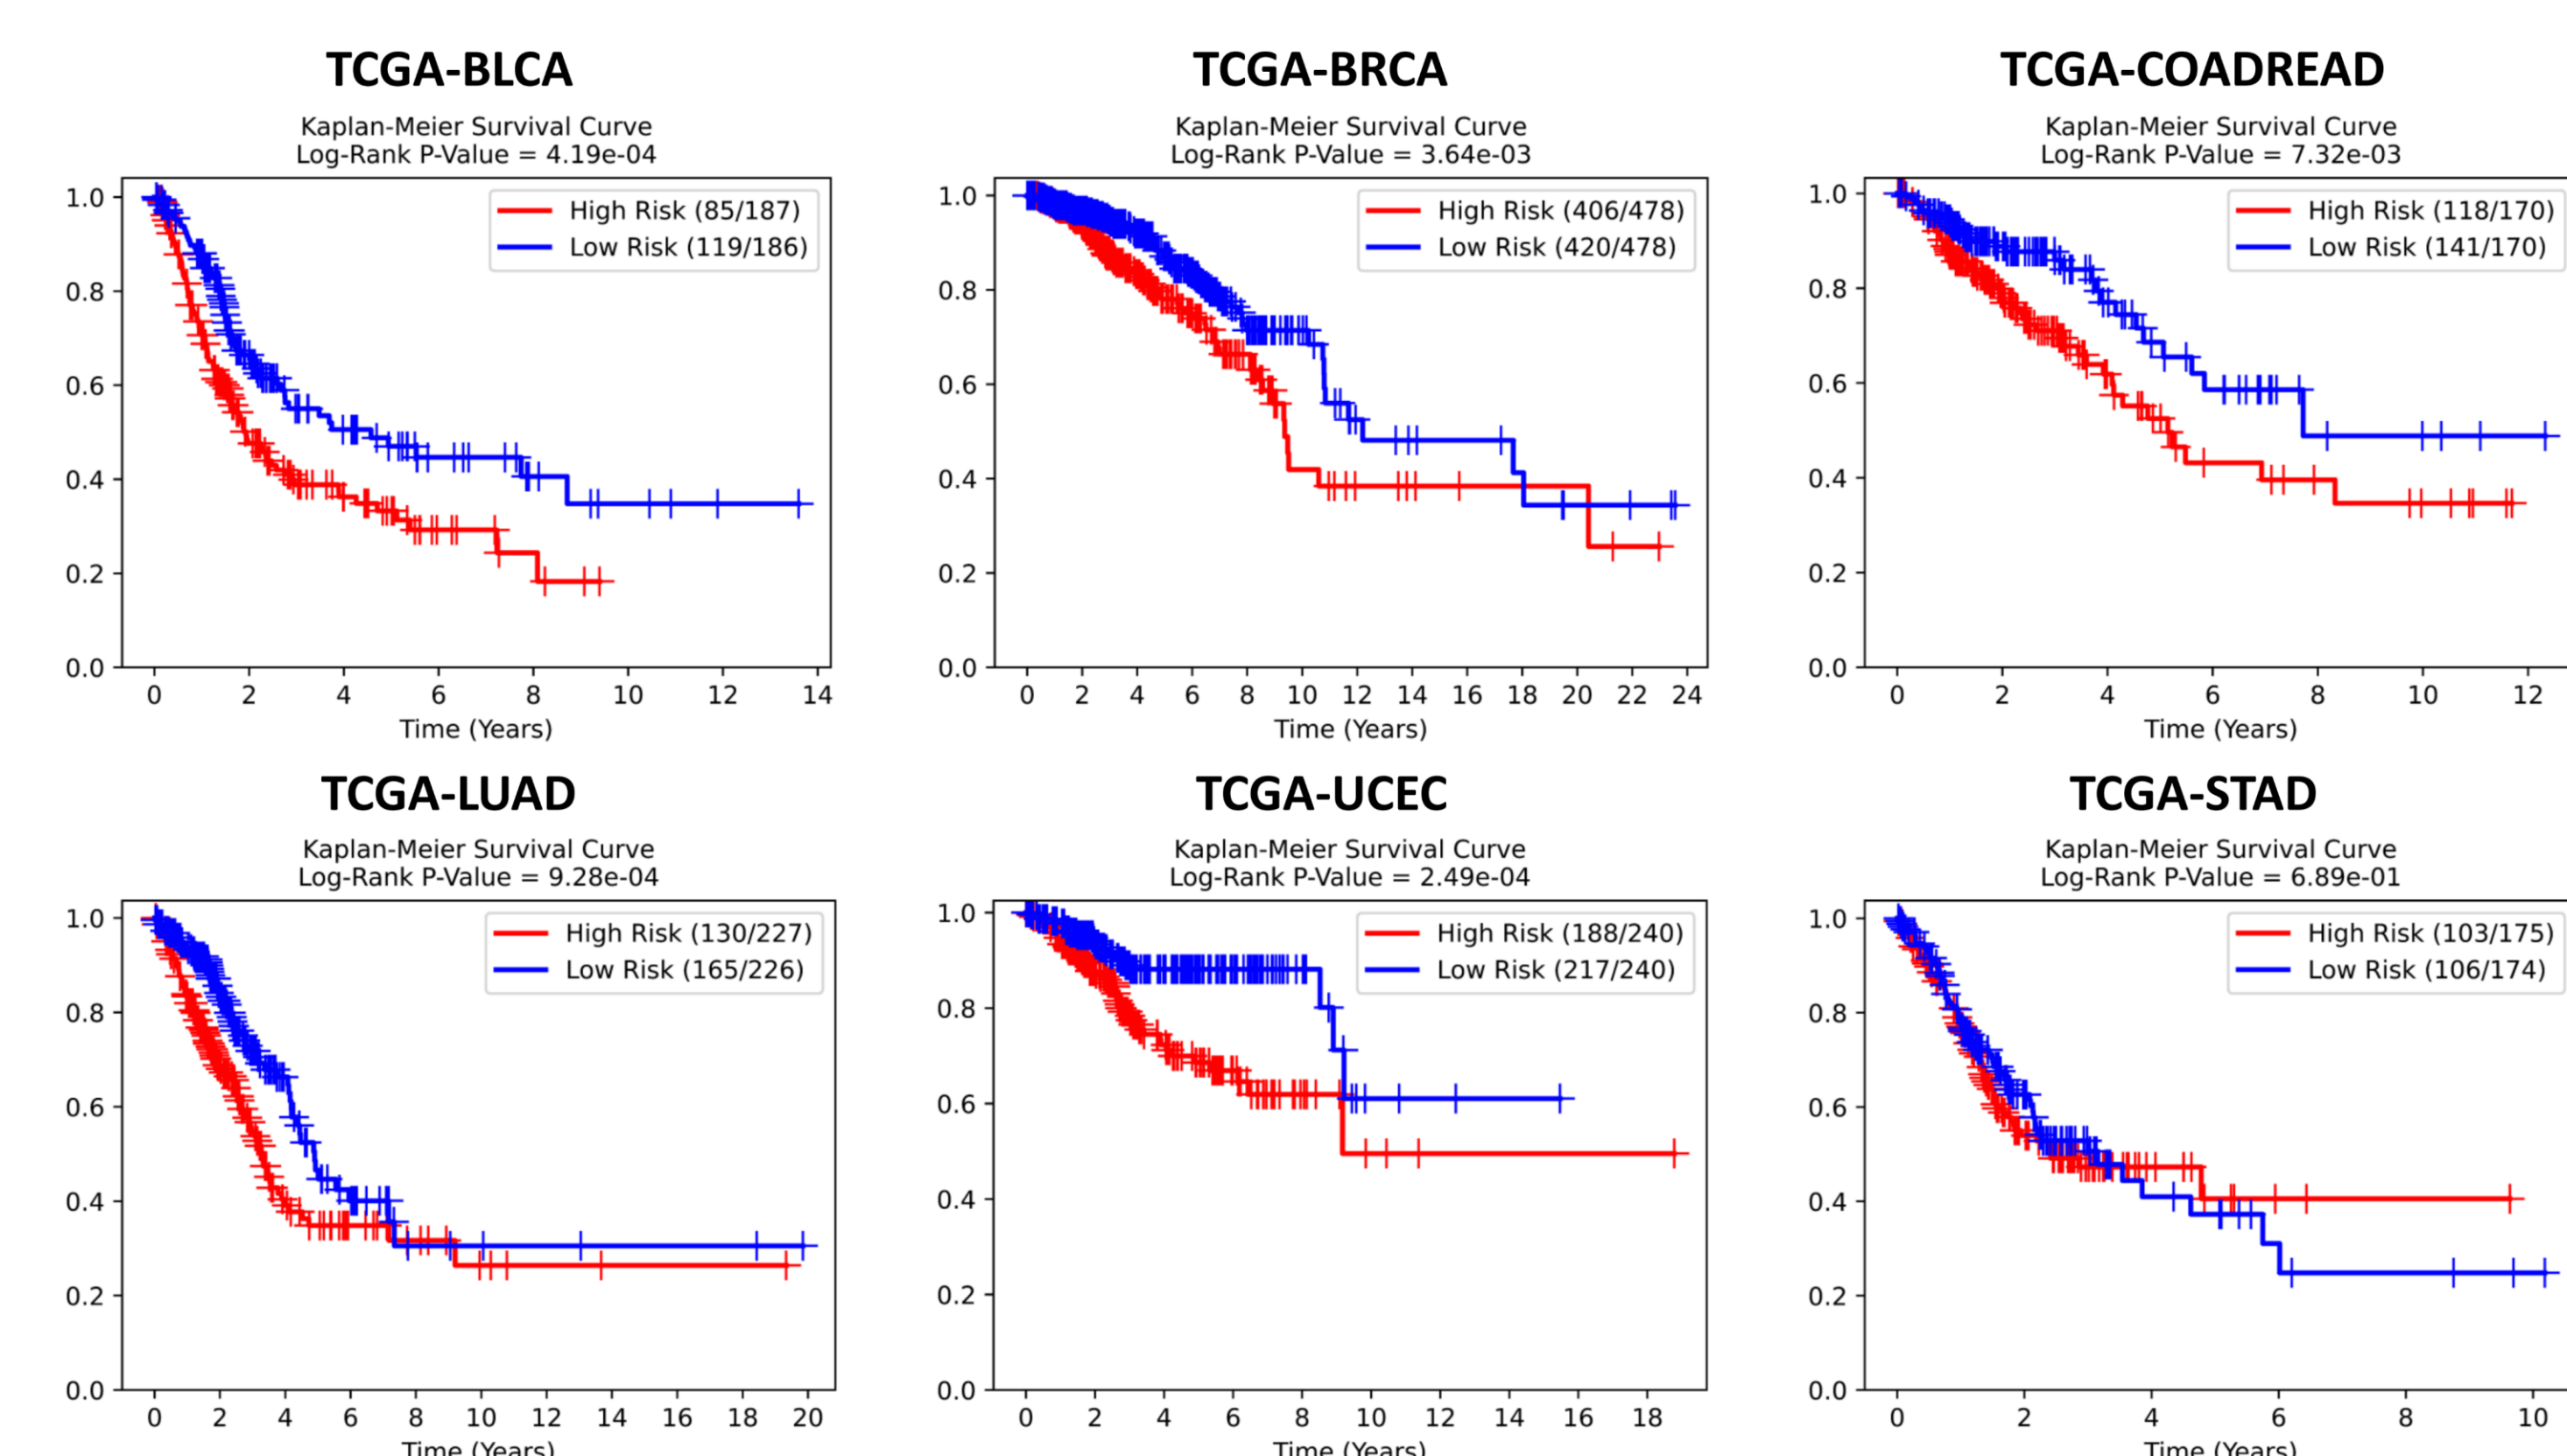 TCGA-BLCA
Kaplan-Meier Survival Curve
Log-Rank P-Value = 4.19e-04
High Risk (85/187)
Low Risk (119/186)
1.0
0.8
0.6
0.4
0.2
0.0
0 2 4 6 8 10 12 14
Time (Years)
TCGA-BRCA
Kaplan-Meier Survival Curve
Log-Rank P-Value = 3.64e-03
High Risk (406/478)
Low Risk (420/478)
1.0
0.8
0.6
0.4
0.2
0.0
0 2 4 6 8 10 12 14 16 18 20 22 24
Time (Years)
TCGA-COADREAD
Kaplan-Meier Survival Curve
Log-Rank P-Value = 7.32e-03
High Risk (118/170)
Low Risk (141/170)
1.0
0.8
0.6
0.4
0.2
0.0
0 2 4 6 8 10 12
Time (Years)
TCGA-LUAD
Kaplan-Meier Survival Curve
Log-Rank P-Value = 9.28e-04
High Risk (130/227)
Low Risk (165/226)
1.0
0.8
0.6
0.4
0.2
0.0
0 2 4 6 8 10 12 14 16 18 20
Time (Years)
TCGA-UCEC
Kaplan-Meier Survival Curve
Log-Rank P-Value = 2.49e-04
High Risk (188/240)
Low Risk (217/240)
1.0
0.8
0.6
0.4
0.2
0.0
0 2 4 6 8 10 12 14 16 18
Time (Years)
TCGA-STAD
Kaplan-Meier Survival Curve
Log-Rank P-Value = 6.89e-01
High Risk (103/175)
Low Risk (106/174)
1.0
0.8
0.6
0.4
0.2
0.0
0 2 4 6 8 10
Time (Years)